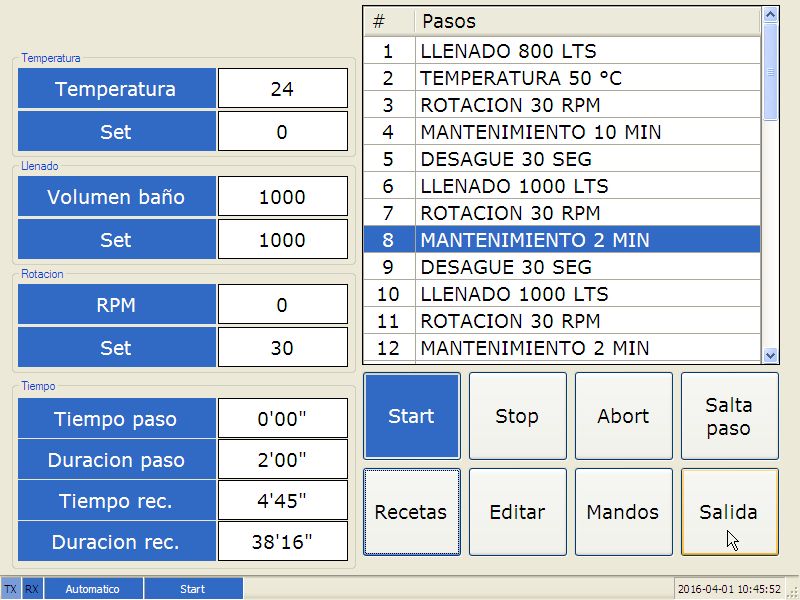 Temperatura
Temperatura 24
Set 0
Llenado
Volumen baño 1000
Set 1000
Rotacion
RPM 0
Set 30
Tiempo
Tiempo paso 0'00"
Duracion paso 2'00"
Tiempo rec. 4'45"
Duracion rec. 38'16"
# Pasos
1 LLENADO 800 LTS
2 TEMPERATURA 50 °C
3 ROTACION 30 RPM
4 MANTENIMIENTO 10 MIN
5 DESAGUE 30 SEG
6 LLENADO 1000 LTS
7 ROTACION 30 RPM
8 MANTENIMIENTO 2 MIN
9 DESAGUE 30 SEG
10 LLENADO 1000 LTS
11 ROTACION 30 RPM
12 MANTENIMIENTO 2 MIN
Start Stop Abort Salta
paso
Recetas Editar Mandos Salida
TX RX Automatico Start 2016-04-01 10:45:52